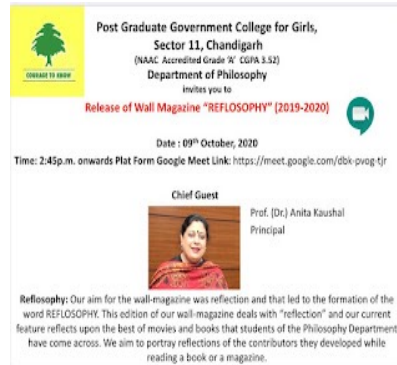 COURAGE TO KNOW
Post Graduate Government College for Girls,
Sector 11, Chandigarh
(NAAC Accredited Grade 'A' CGPA 3.52)
Department of Philosophy
invites you to
Release of Wall Magazine "REFLOSOPHY" (2019-2020)
Date : 09th October, 2020
Time: 2:45p.m. onwards Plat Form Google Meet Link: https://meet.google.com/dbk-pvog-tjr
Chief Guest
Prof. (Dr.) Anita Kaushal
Principal
Reflosophy: Our aim for the wall-magazine was reflection and that led to the formation of the
word REFLOSOPHY. This edition of our wall-magazine deals with "reflection" and our current
feature reflects upon the best of movies and books that students of the Philosophy Department
have come across. We aim to portray reflections of the contributors they developed while
reading a book or a magazine.